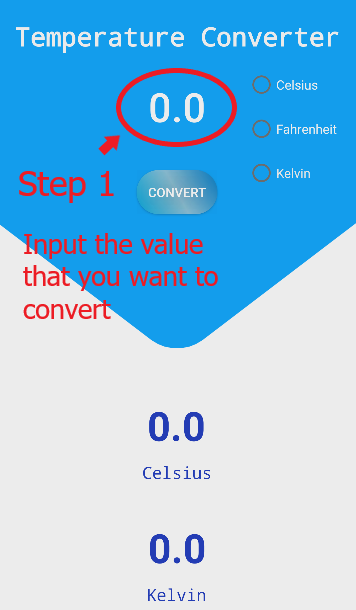 Temperature Converter
0.0
Celsius
Fahrenheit
Kelvin
Step 1
CONVERT
Input the value
that you want to
convert
0.0
Celsius
0.0
Kelvin